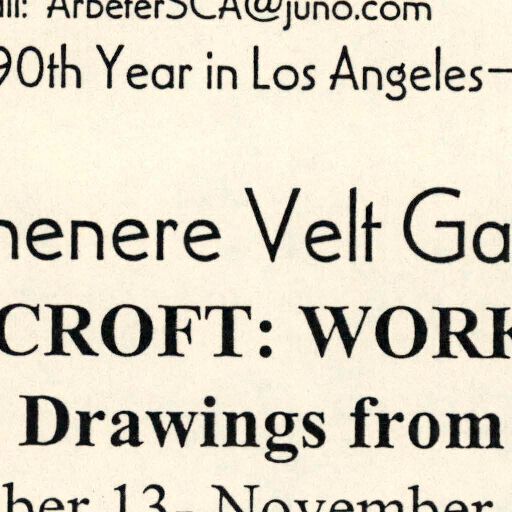 ail: ArbeterSCA@juno.com
90th Year in Los Angeles—
henere Velt Ga
CROFT: WORK
Drawings from
ber 13- November